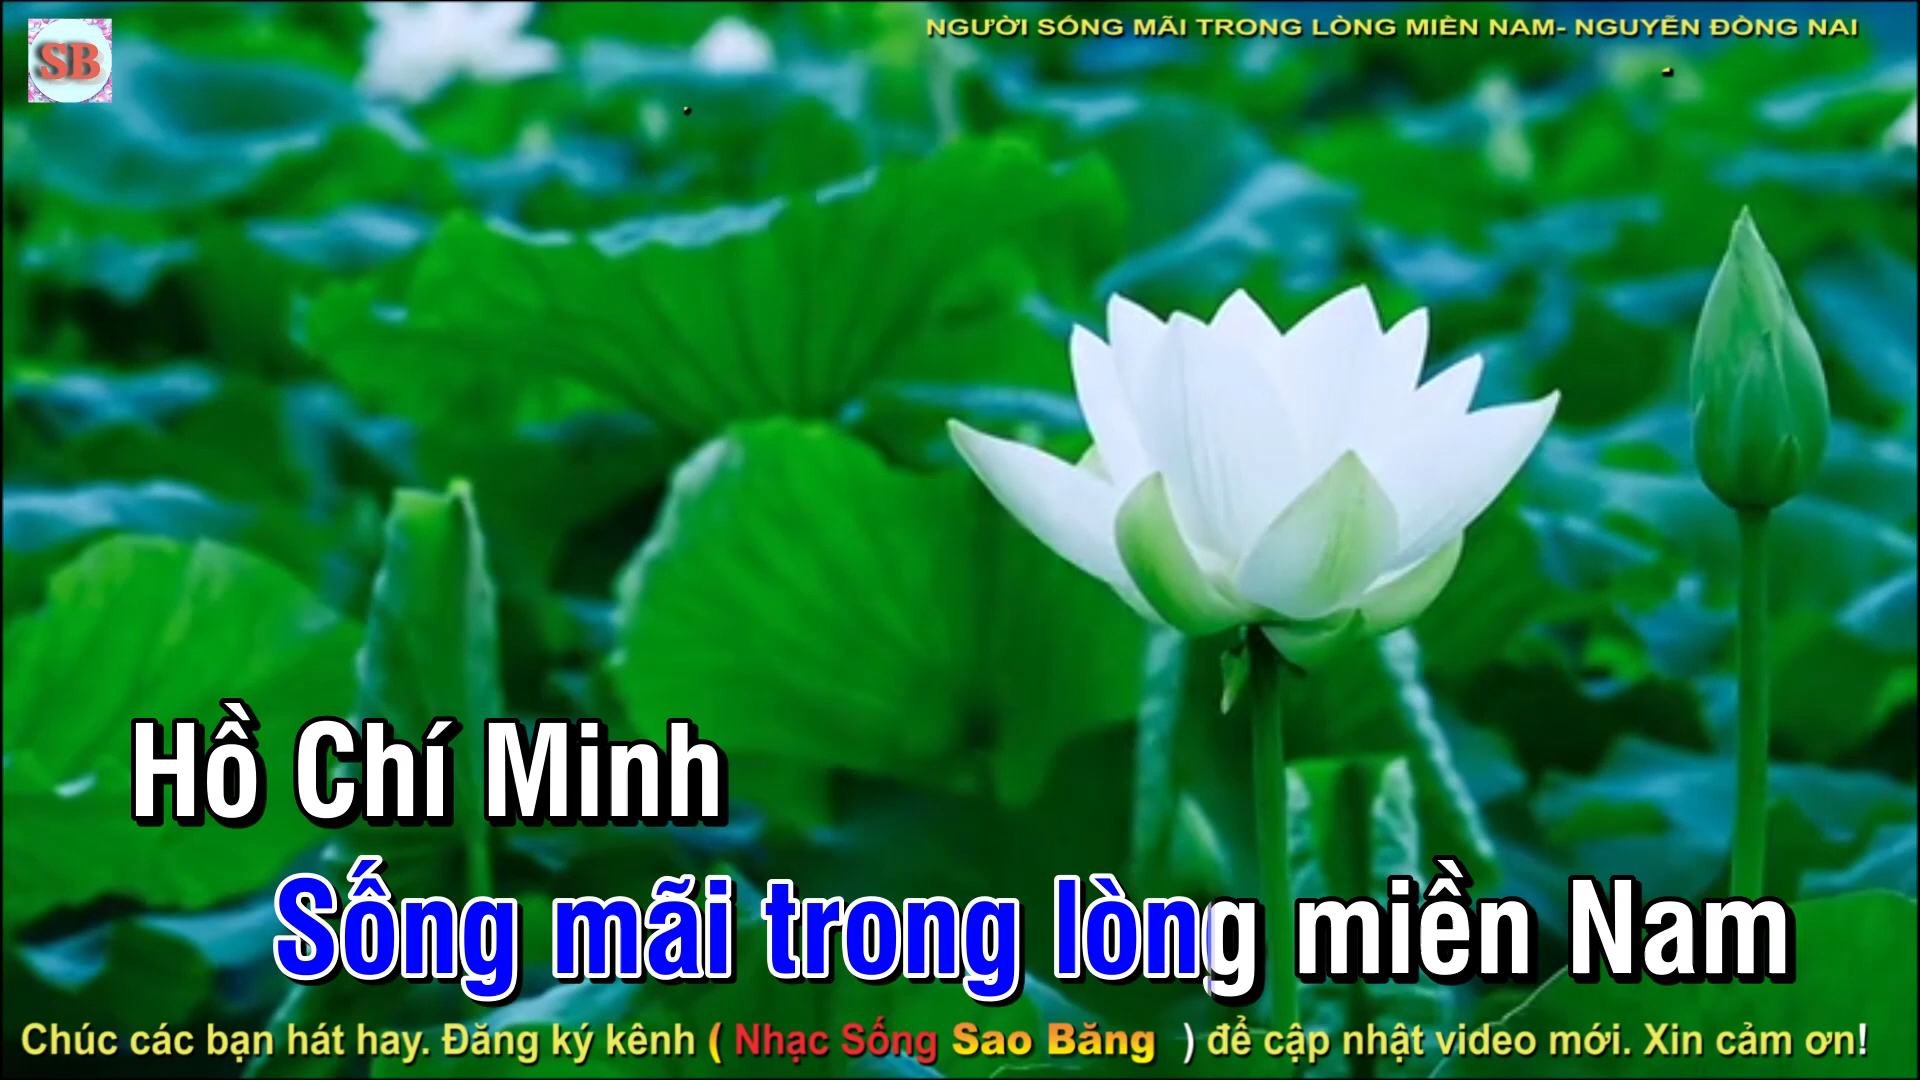 NGƯỜI SỐNG MÃI TRONG LÒNG MIỀN NAM- NGUYỄN ĐỒNG NAI
SB
Hồ Chí Minh
Sống mãi trong lòng miền Nam
Chúc các bạn hát hay. Đăng ký kênh ( Nhạc Sống Sao Băng ) để cập nhật video mới. Xin cảm ơn!